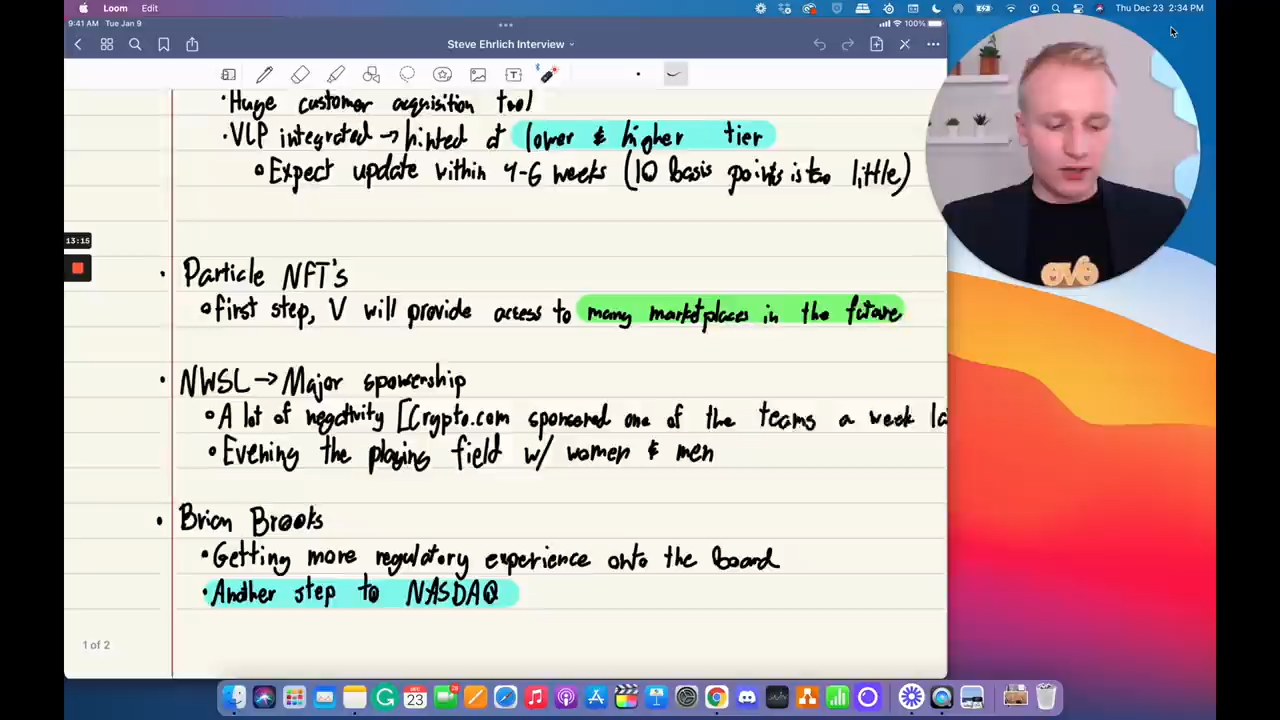 Loom Edit
Thu Dec 23 2:34 PM
9:41 AM Tue Jan 9
100%
Steve Ehrlich Interview
· Huge customer acquisition tool
· VLP integrated → hinted at lower & higher tier
Expect update within 4-6 weeks (10 basis points is too little)
13:15
· Particle NFT's
First step, V will provide access to many marketplaces in the future
· NWSL → Major sponsership
A lot of negativity [Crypto.com sponsored one of the teams a week la
Evening the playing field w/ women & men
· Brian Brooks
· Getting more regulatory experience onto the board
· Another step to NASDAQ
1 of 2
DEC
23